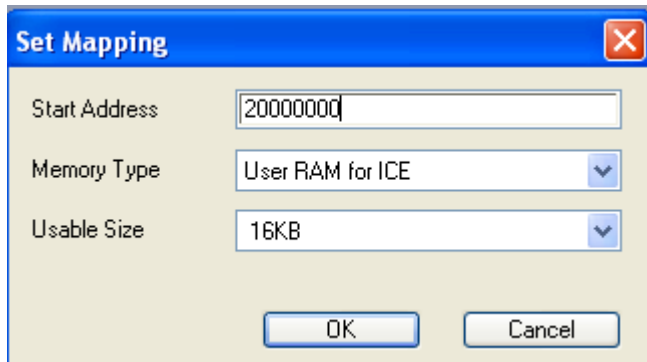 Set Mapping
Start Address 20000000
Memory Type User RAM for ICE
Usable Size 16KB
OK Cancel